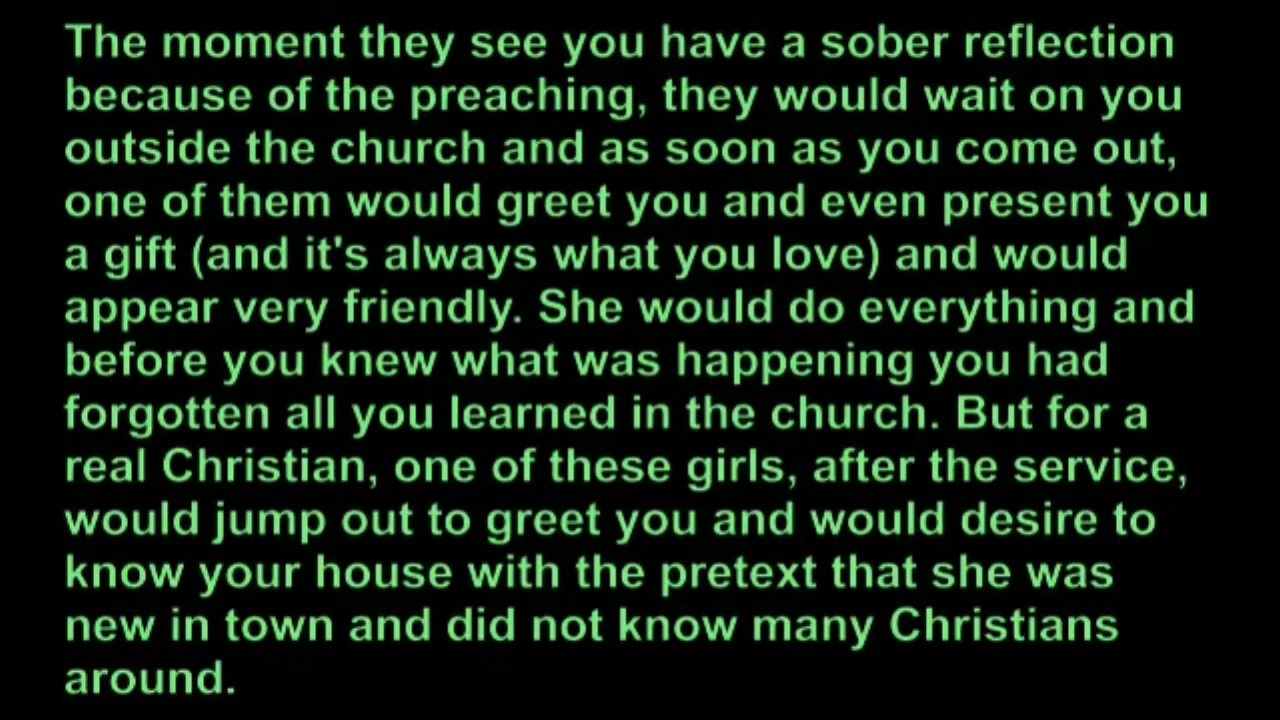 The moment they see you have a sober reflection
because of the preaching, they would wait on you
outside the church and as soon as you come out,
one of them would greet you and even present you
a gift (and it's always what you love) and would
appear very friendly. She would do everything and
before you knew what was happening you had
forgotten all you learned in the church. But for a
real Christian, one of these girls, after the service,
would jump out to greet you and would desire to
know your house with the pretext that she was
new in town and did not know many Christians
around.